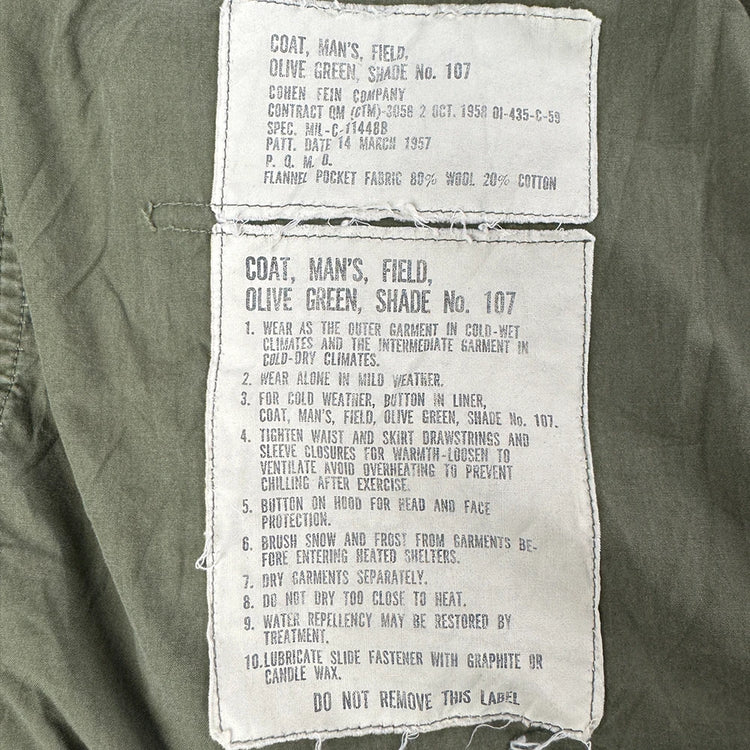 COAT, MAN'S, FIELD,
OLIVE GREEN, SHADE No. 107
COHEN FEIN COMPANY
CONTRACT QM (CTM)-3058 2 OCT. 1958 OI-435-C-59
SPEC. MIL-C-11448B
PATT. DATE 14 MARCH 1957
P. Q. M. D.
FLANNEL POCKET FABRIC 80% WOOL 20% COTTON
COAT, MAN'S, FIELD,
OLIVE GREEN, SHADE No. 107
1. WEAR AS THE OUTER GARMENT IN COLD-WET
CLIMATES AND THE INTERMEDIATE GARMENT IN
COLD-DRY CLIMATES.
2. WEAR ALONE IN MILD WEATHER.
3. FOR COLD WEATHER, BUTTON IN LINER,
COAT, MAN'S, FIELD, OLIVE GREEN, SHADE No. 107.
4. TIGHTEN WAIST AND SKIRT DRAWSTRINGS AND
SLEEVE CLOSURES FOR WARMTH-LOOSEN TO
VENTILATE AVOID OVERHEATING TO PREVENT
CHILLING AFTER EXERCISE.
5. BUTTON ON HOOD FOR HEAD AND FACE
PROTECTION.
6. BRUSH SNOW AND FROST FROM GARMENTS BE-
FORE ENTERING HEATED SHELTERS.
7. DRY GARMENTS SEPARATELY.
8. DO NOT DRY TOO CLOSE TO HEAT.
9. WATER REPELLENCY MAY BE RESTORED BY
TREATMENT.
10.LUBRICATE SLIDE FASTENER WITH GRAPHITE OR
CANDLE WAX.
DO NOT REMOVE THIS LABEL